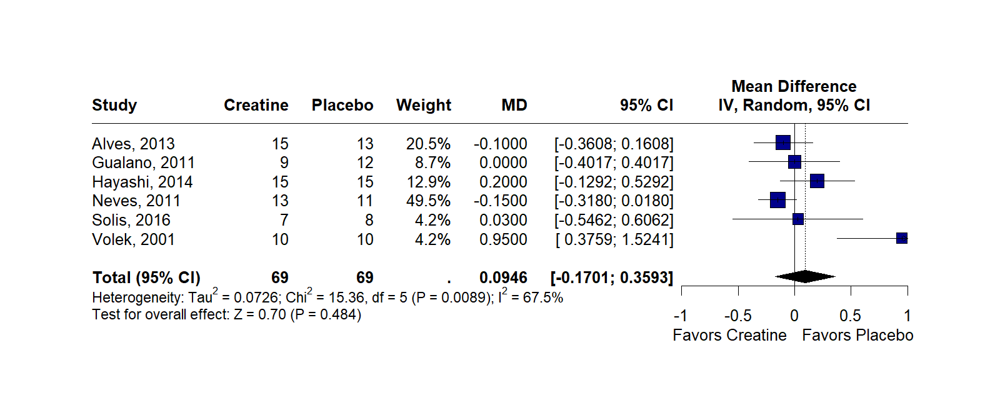 Mean Difference
Study Creatine Placebo Weight MD 95% CI IV, Random, 95% CI
Alves, 2013 15 13 20.5% -0.1000 [-0.3608; 0.1608]
Gualano, 2011 9 12 8.7% 0.0000 [-0.4017; 0.4017]
Hayashi, 2014 15 15 12.9% 0.2000 [-0.1292; 0.5292]
Neves, 2011 13 11 49.5% -0.1500 [-0.3180; 0.0180]
Solis, 2016 7 8 4.2% 0.0300 [-0.5462; 0.6062]
Volek, 2001 10 10 4.2% 0.9500 [ 0.3759; 1.5241]
Total (95% CI) 69 69 . 0.0946 [-0.1701; 0.3593]
Heterogeneity: Tau² = 0.0726; Chi² = 15.36, df = 5 (P = 0.0089); I² = 67.5%
Test for overall effect: Z = 0.70 (P = 0.484)
-1 -0.5 0 0.5 1
Favors Creatine Favors Placebo